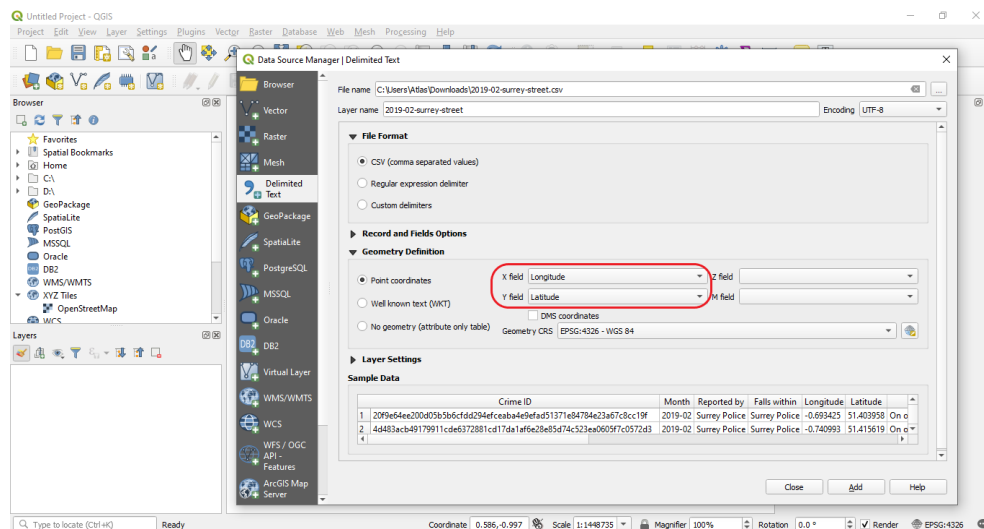 Untitled Project - QGIS
Project Edit View Layer Settings Plugins Vector Raster Database Web Mesh Processing Help
Data Source Manager | Delimited Text
Browser
Favorites
Spatial Bookmarks
Home
C:\
D:\
GeoPackage
SpatiaLite
PostGIS
MSSQL
Oracle
DB2
WMS/WMTS
XYZ Tiles
OpenStreetMap
WCS
Layers
Browser
Vector
Raster
Mesh
Delimited
Text
GeoPackage
SpatiaLite
PostgreSQL
MSSQL
Oracle
DB2 DB2
Virtual Layer
WMS/WMTS
WCS
WFS / OGC
API -
Features
ArcGIS Map
Server
File name C:\Users\Atlas\Downloads\2019-02-surrey-street.csv
...
Layer name 2019-02-surrey-street Encoding UTF-8
File Format
CSV (comma separated values)
Regular expression delimiter
Custom delimiters
Record and Fields Options
Geometry Definition
Point coordinates X field Longitude Z field
Y field Latitude M field
Well known text (WKT)
DMS coordinates
No geometry (attribute only table) Geometry CRS EPSG:4326 - WGS 84
Layer Settings
Sample Data
Crime ID Month Reported by Falls within Longitude Latitude
1 20f9e64ee200d05b5b6cfdd294efceaba4e9efad51371e84784e23a67c8cc19f 2019-02 Surrey Police Surrey Police -0.693425 51.403958 On o
2 4d483acb49179911cde6372881cd17da1af6e28e85d74c523ea0605f7c0572d3 2019-02 Surrey Police Surrey Police -0.740993 51.415619 On o
Close Add Help
Type to locate (Ctrl+K) Ready Coordinate 0.586,-0.997 Scale 1:1448735 Magnifier 100% Rotation 0.0 ° Render EPSG:4326